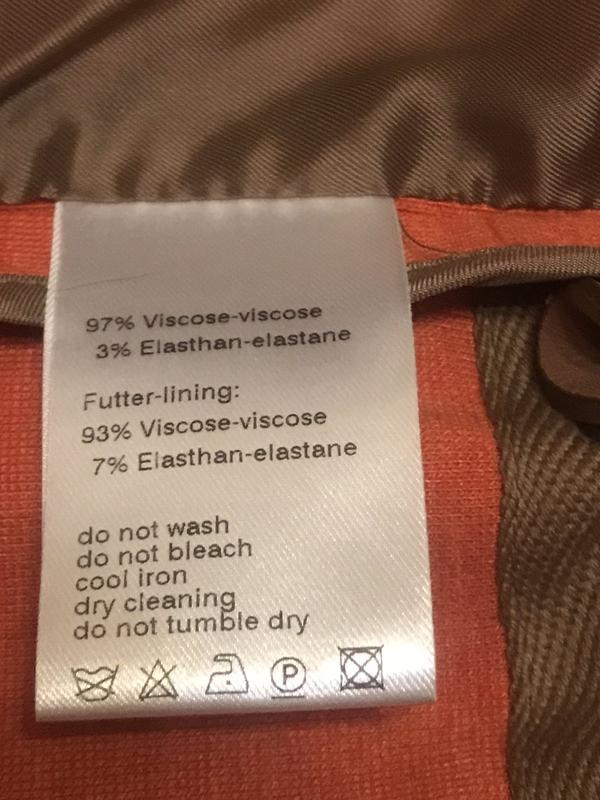 97% Viscose-viscose
3% Elasthan-elastane
Futter-lining:
93% Viscose-viscose
7% Elasthan-elastane
do not wash
do not bleach
cool iron
dry cleaning
do not tumble dry
P